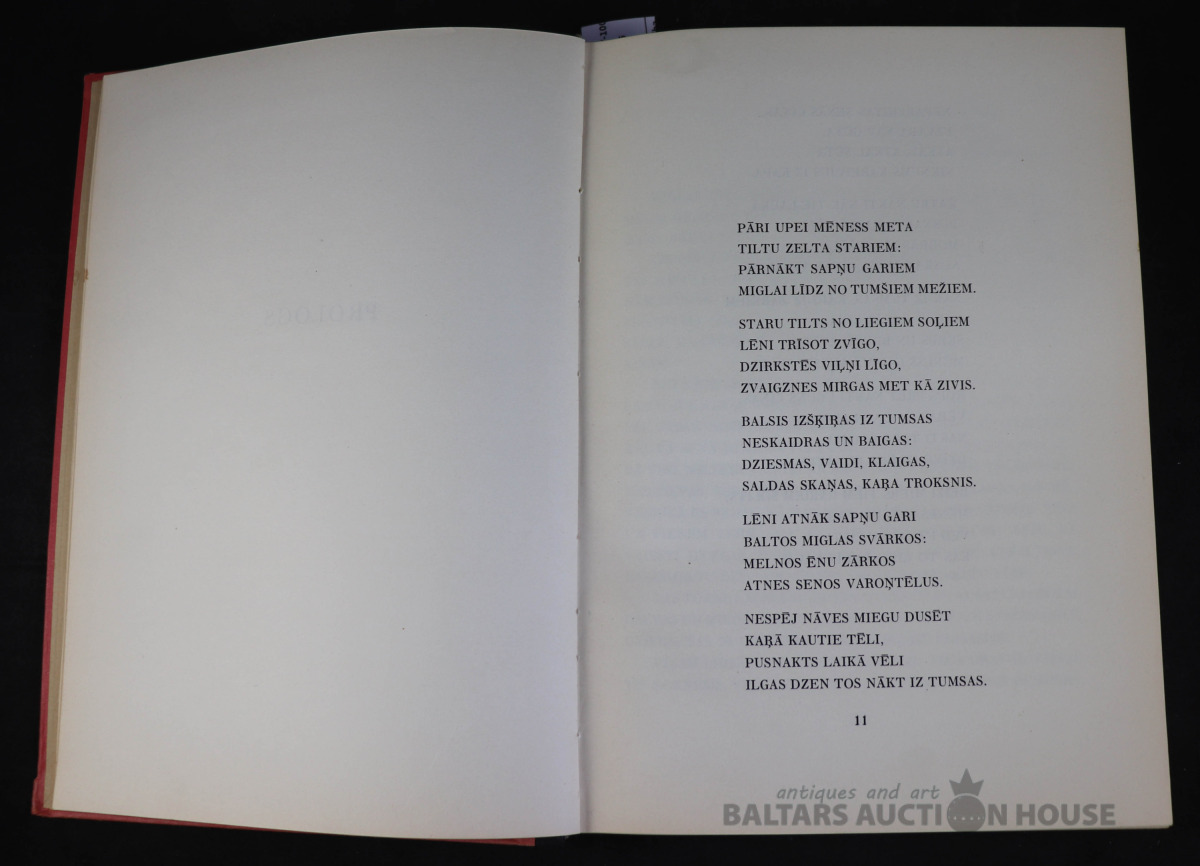 PĀRI UPEI MĒNESS META
TILTU ZELTA STARIEM:
PĀRNĀKT SAPŅU GARIEM
MIGLAI LĪDZ NO TUMŠIEM MEŽIEM.
STARU TILTS NO LIEGIEM SOĻIEM
LĒNI TRĪSOT ZVĪGO,
DZIRKSTĒS VIĻŅI LĪGO,
ZVAIGZNES MIRGAS MET KĀ ZIVIS.
BALSIS IZŠĶIŖAS IZ TUMSAS
NESKAIDRAS UN BAIGAS:
DZIESMAS, VAIDI, KLAIGAS,
SALDAS SKAŅAS, KAŖA TROKSNIS.
LĒNI ATNĀK SAPŅU GARI
BALTOS MIGLAS SVĀRKOS:
MELNOS ĒNU ZĀRKOS
ATNES SENOS VAROŅTĒLUS.
NESPĒJ NĀVES MIEGU DUSĒT
KAŖĀ KAUTIE TĒLI,
PUSNAKTS LAIKĀ VĒLI
ILGAS DZEN TOS NĀKT IZ TUMSAS.
11
antiques and art
BALTARS AUCTION HOUSE